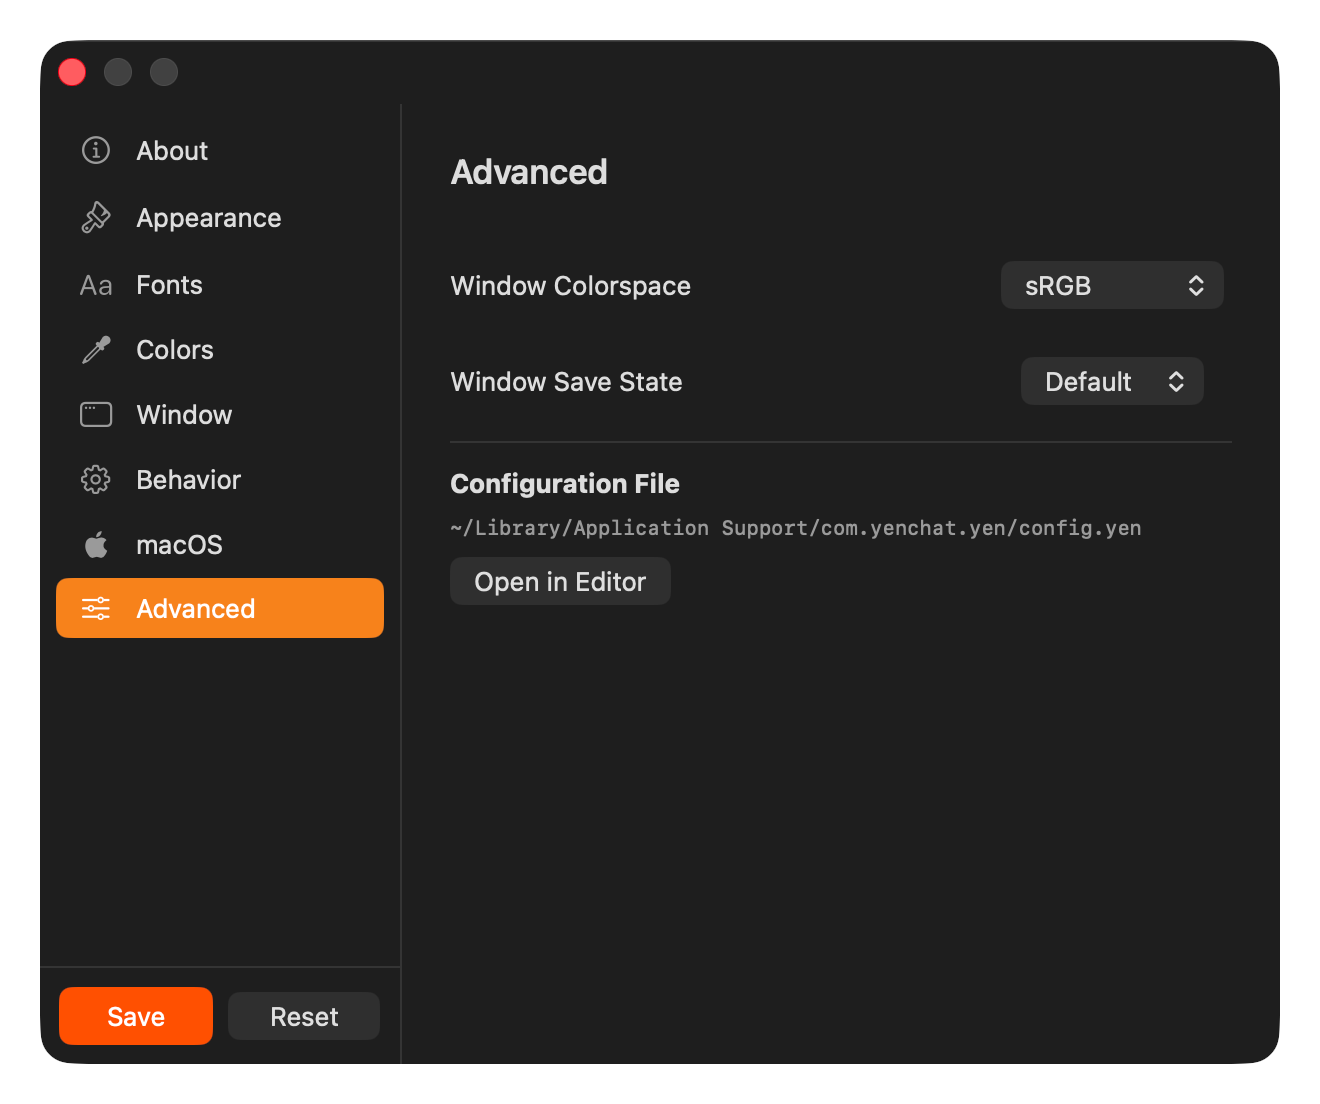 About
Appearance
Aa Fonts
Colors
Window
Behavior
macOS
Advanced
Save
Reset
Advanced
Window Colorspace
sRGB
Window Save State
Default
Configuration File
~/Library/Application Support/com.yenchat.yen/config.yen
Open in Editor